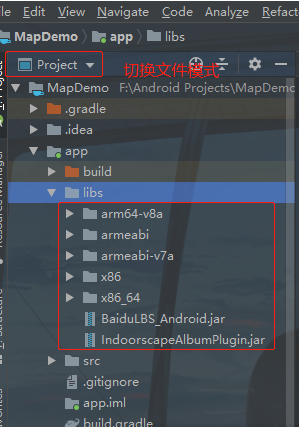 File Edit View Navigate Code Analyze Refact
MapDemo app libs
Project 切换文件模式
MapDemo F:\Android Projects\MapDemo
.gradle
.idea
app
build
libs
arm64-v8a
armeabi
armeabi-v7a
x86
x86_64
BaiduLBS_Android.jar
IndoorscapeAlbumPlugin.jar
src
.gitignore
app.iml
build.gradle